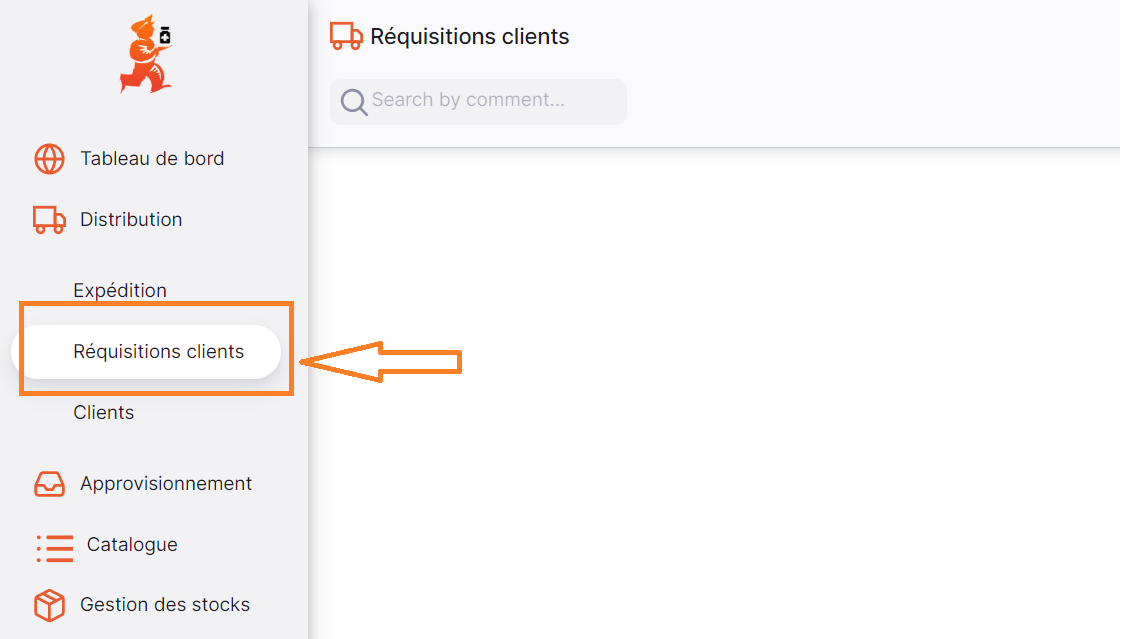 Réquisitions clients
Search by comment...
Tableau de bord
Distribution
Expédition
Réquisitions clients
Clients
Approvisionnement
Catalogue
Gestion des stocks